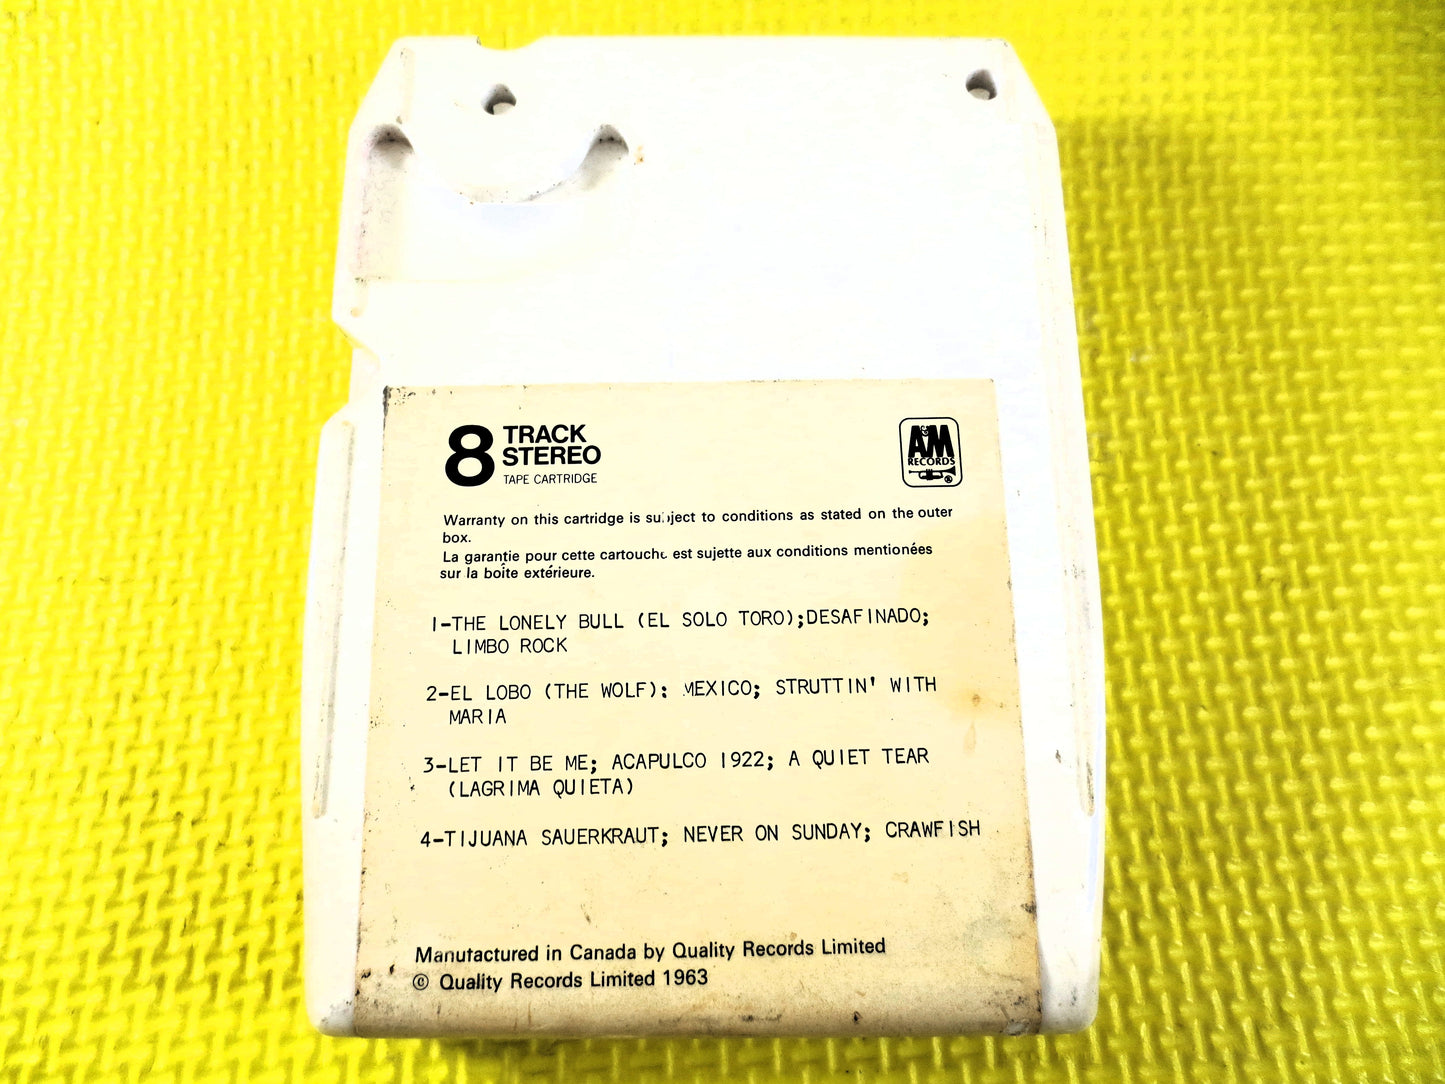 8 TRACK
STEREO
TAPE CARTRIDGE
A&M
RECORDS
®
Warranty on this cartridge is subject to conditions as stated on the outer
box.
La garantie pour cette cartouche est sujette aux conditions mentionées
sur la boîte extérieure.
1-THE LONELY BULL (EL SOLO TORO);DESAFINADO;
LIMBO ROCK
2-EL LOBO (THE WOLF): MEXICO; STRUTTIN' WITH
MARIA
3-LET IT BE ME; ACAPULCO 1922; A QUIET TEAR
(LAGRIMA QUIETA)
4-TIJUANA SAUERKRAUT; NEVER ON SUNDAY; CRAWFISH
Manufactured in Canada by Quality Records Limited
© Quality Records Limited 1963